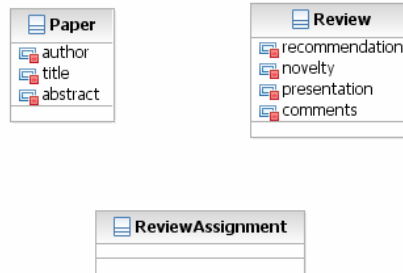 Paper
author
title
abstract
Review
recommendation
novelty
presentation
comments
ReviewAssignment